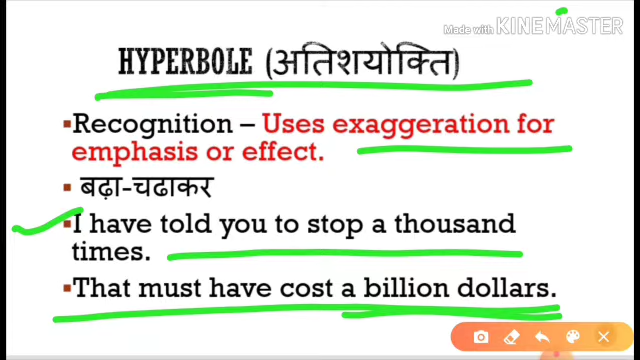 Made with KINEMASTER
HYPERBOLE (अतिशयोक्ति)
▪Recognition – Uses exaggeration for
emphasis or effect.
▪ बढ़ा-चढाकर
▪I have told you to stop a thousand
times.
▪That must have cost a billion dollars.